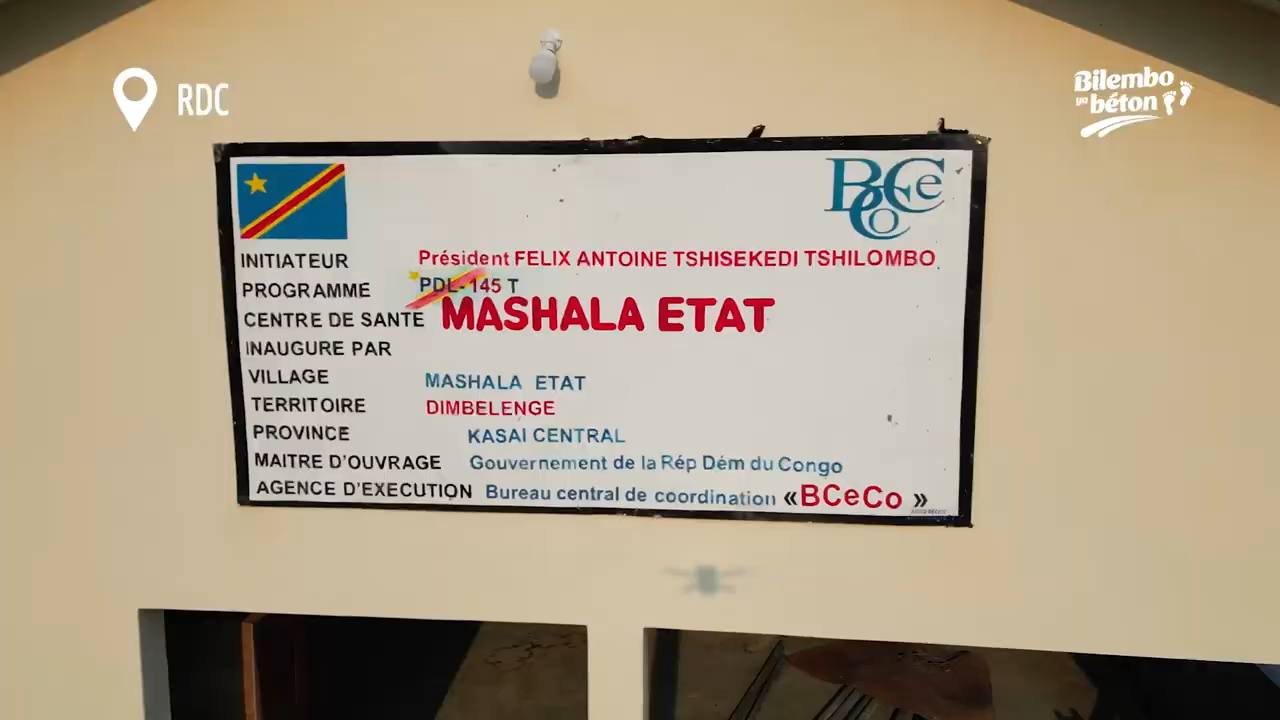 RDC
Bilembo
ya béton
BCeCo
INITIATEUR Président FELIX ANTOINE TSHISEKEDI TSHILOMBO
PROGRAMME PDL-145 T
CENTRE DE SANTE MASHALA ETAT
INAUGURE PAR
VILLAGE MASHALA ETAT
TERRITOIRE DIMBELENGE
PROVINCE KASAI CENTRAL
MAITRE D'OUVRAGE Gouvernement de la Rép Dém du Congo
AGENCE D'EXECUTION Bureau central de coordination «BCeCo »